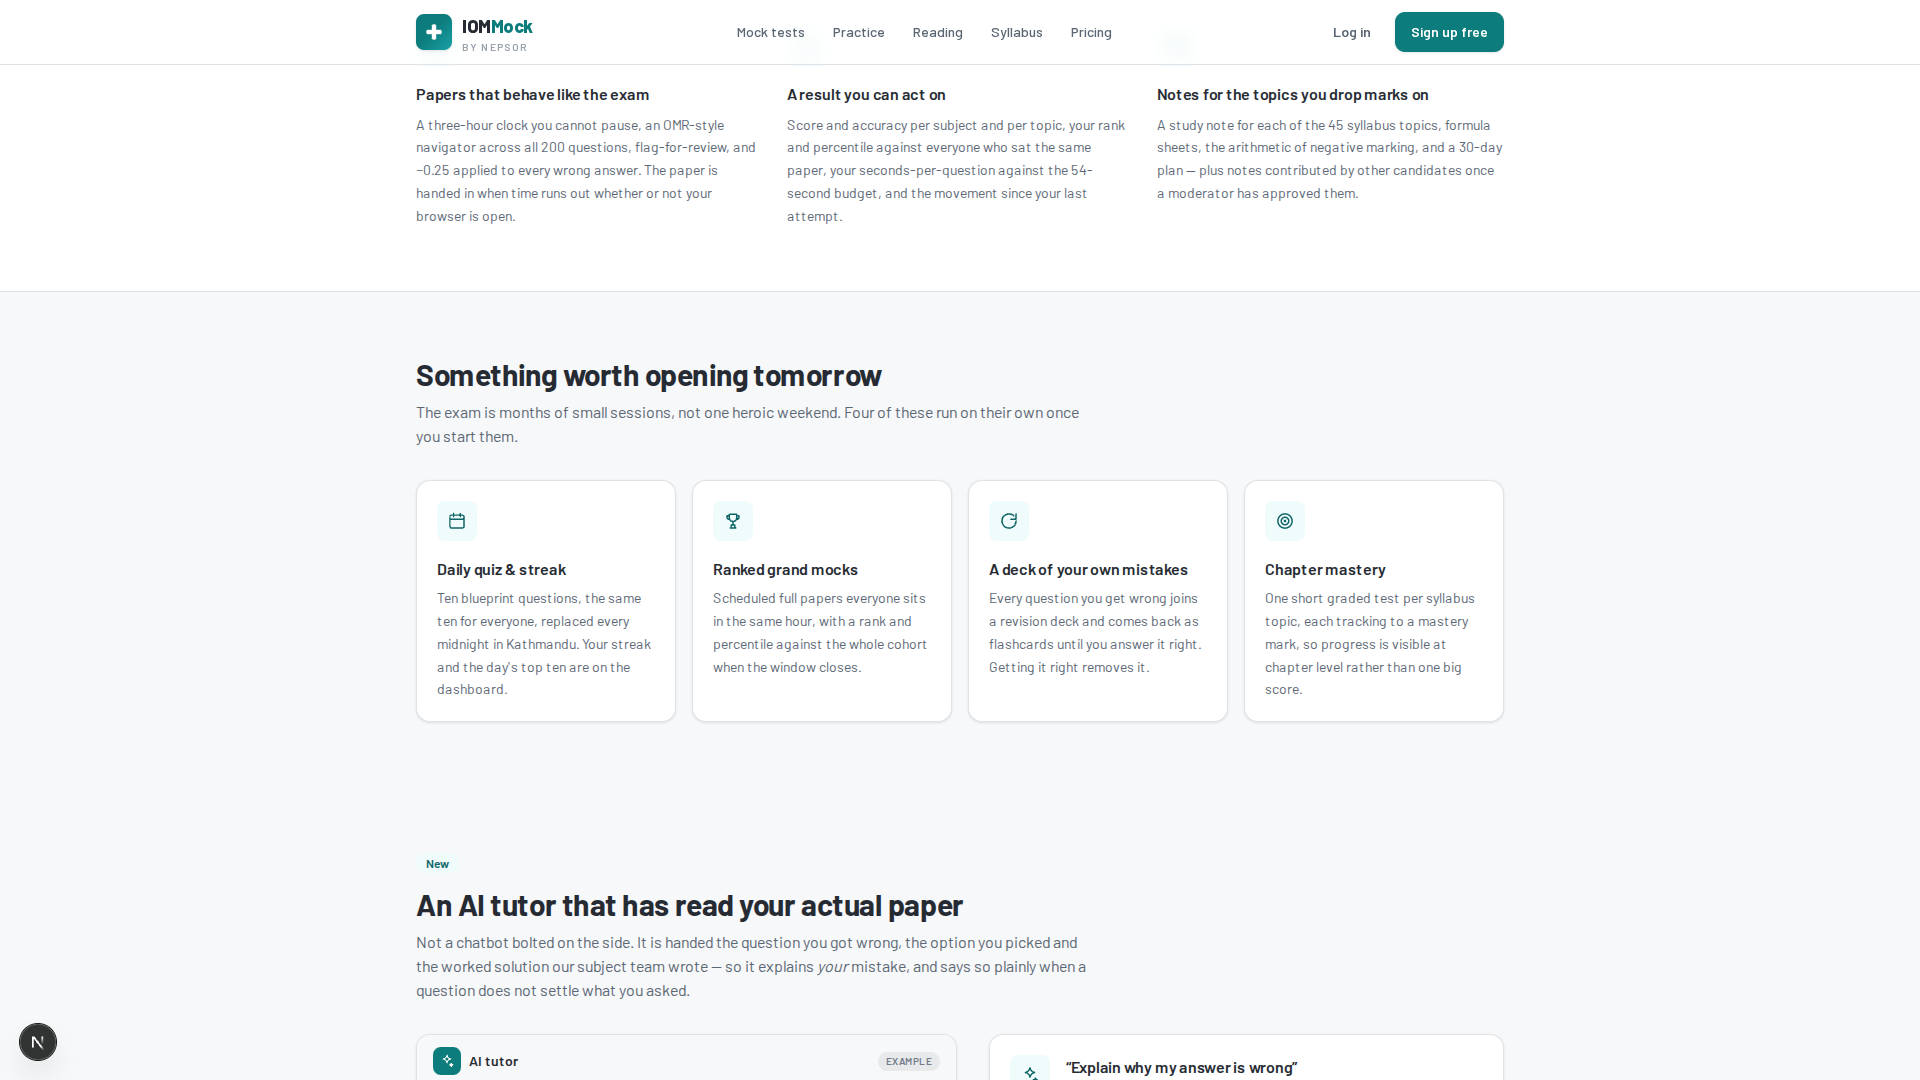 IOMMock
BY NEPSOR
Mock tests
Practice
Reading
Syllabus
Pricing
Log in
Sign up free
Papers that behave like the exam
A three-hour clock you cannot pause, an OMR-style
navigator across all 200 questions, flag-for-review, and
−0.25 applied to every wrong answer. The paper is
handed in when time runs out whether or not your
browser is open.
A result you can act on
Score and accuracy per subject and per topic, your rank
and percentile against everyone who sat the same
paper, your seconds-per-question against the 54-
second budget, and the movement since your last
attempt.
Notes for the topics you drop marks on
A study note for each of the 45 syllabus topics, formula
sheets, the arithmetic of negative marking, and a 30-day
plan — plus notes contributed by other candidates once
a moderator has approved them.
Something worth opening tomorrow
The exam is months of small sessions, not one heroic weekend. Four of these run on their own once
you start them.
Daily quiz & streak
Ten blueprint questions, the same
ten for everyone, replaced every
midnight in Kathmandu. Your streak
and the day's top ten are on the
dashboard.
Ranked grand mocks
Scheduled full papers everyone sits
in the same hour, with a rank and
percentile against the whole cohort
when the window closes.
A deck of your own mistakes
Every question you get wrong joins
a revision deck and comes back as
flashcards until you answer it right.
Getting it right removes it.
Chapter mastery
One short graded test per syllabus
topic, each tracking to a mastery
mark, so progress is visible at
chapter level rather than one big
score.
New
An AI tutor that has read your actual paper
Not a chatbot bolted on the side. It is handed the question you got wrong, the option you picked and
the worked solution our subject team wrote — so it explains your mistake, and says so plainly when a
question does not settle what you asked.
AI tutor
EXAMPLE
“Explain why my answer is wrong”